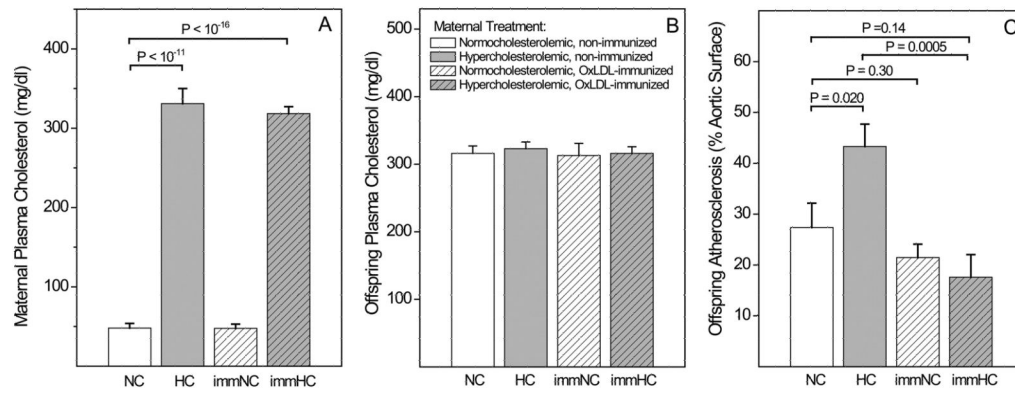 A
P < 10-16
P < 10-11
Maternal Plasma Cholesterol (mg/dl)
400
300
200
100
NC HC immNC immHC
B
Maternal Treatment:
Normocholesterolemic, non-immunized
Hypercholesterolemic, non-immunized
Normocholesterolemic, OxLDL-immunized
Hypercholesterolemic, OxLDL-immunized
Offspring Plasma Cholesterol (mg/dl)
500
400
300
200
100
NC HC immNC immHC
C
P =0.14
P = 0.0005
P = 0.30
P = 0.020
Offspring Atherosclerosis (% Aortic Surface)
60
50
40
30
20
10
NC HC immNC immHC